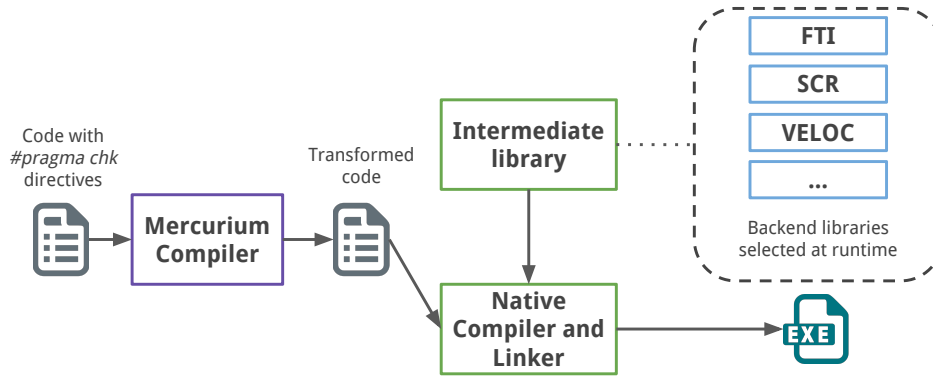 Code with
#pragma chk
directives
Mercurium
Compiler
Transformed
code
Intermediate
library
Native
Compiler and
Linker
FTI
SCR
VELOC
...
Backend libraries
selected at runtime
EXE